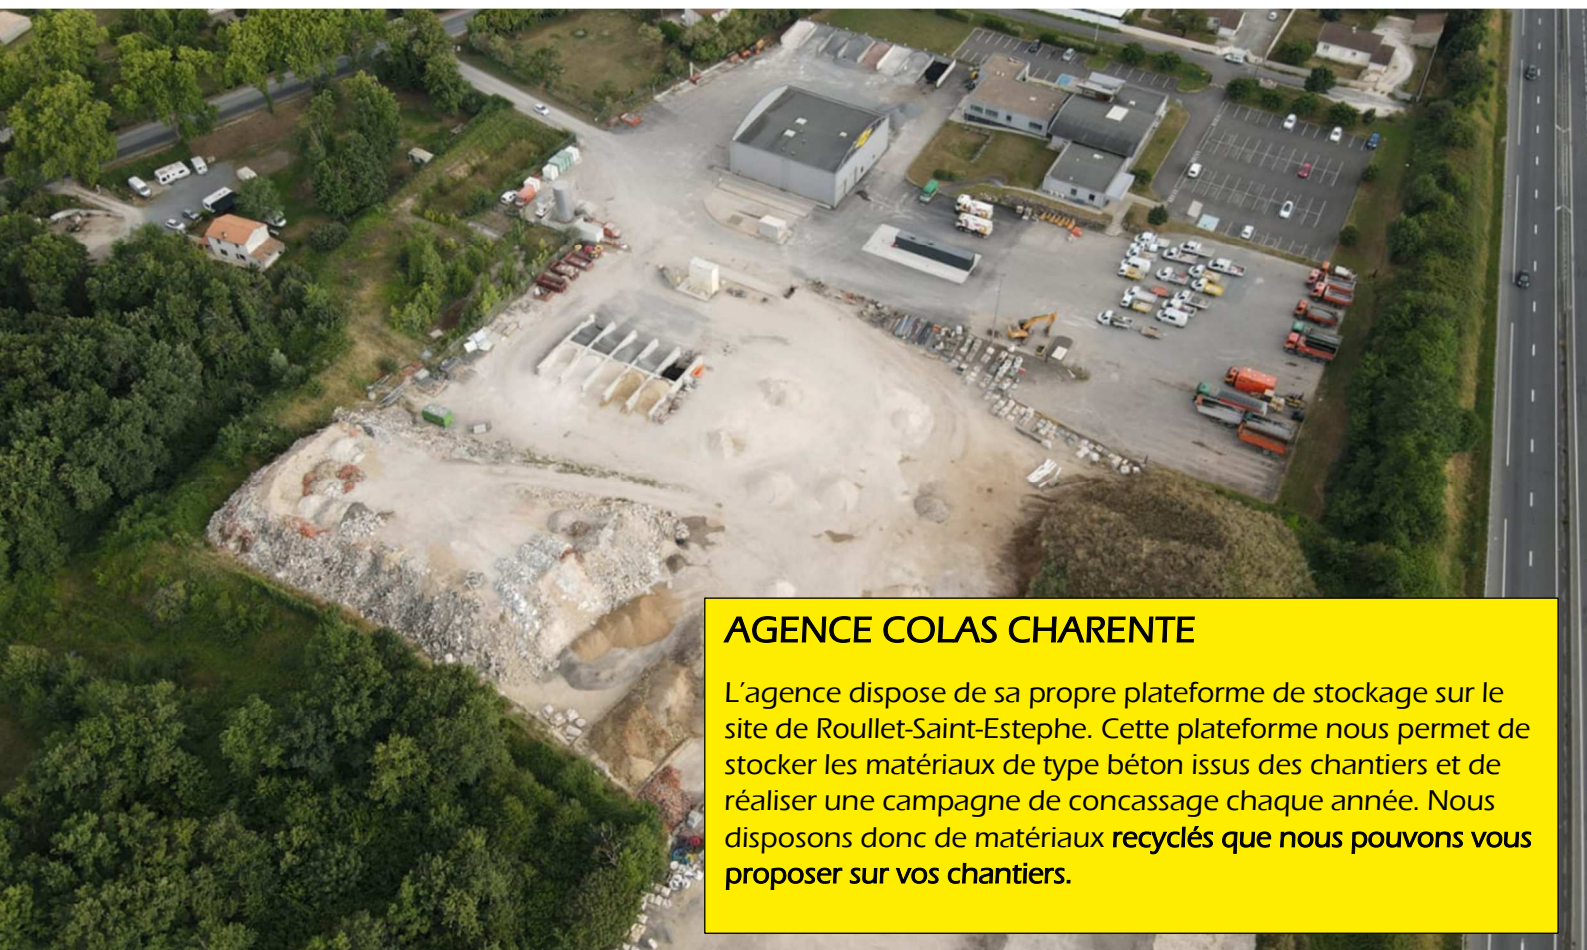 AGENCE COLAS CHARENTE
L’agence dispose de sa propre plateforme de stockage sur le
site de Roullet-Saint-Estephe. Cette plateforme nous permet de
stocker les matériaux de type béton issus des chantiers et de
réaliser une campagne de concassage chaque année. Nous
disposons donc de matériaux recyclés que nous pouvons vous
proposer sur vos chantiers.